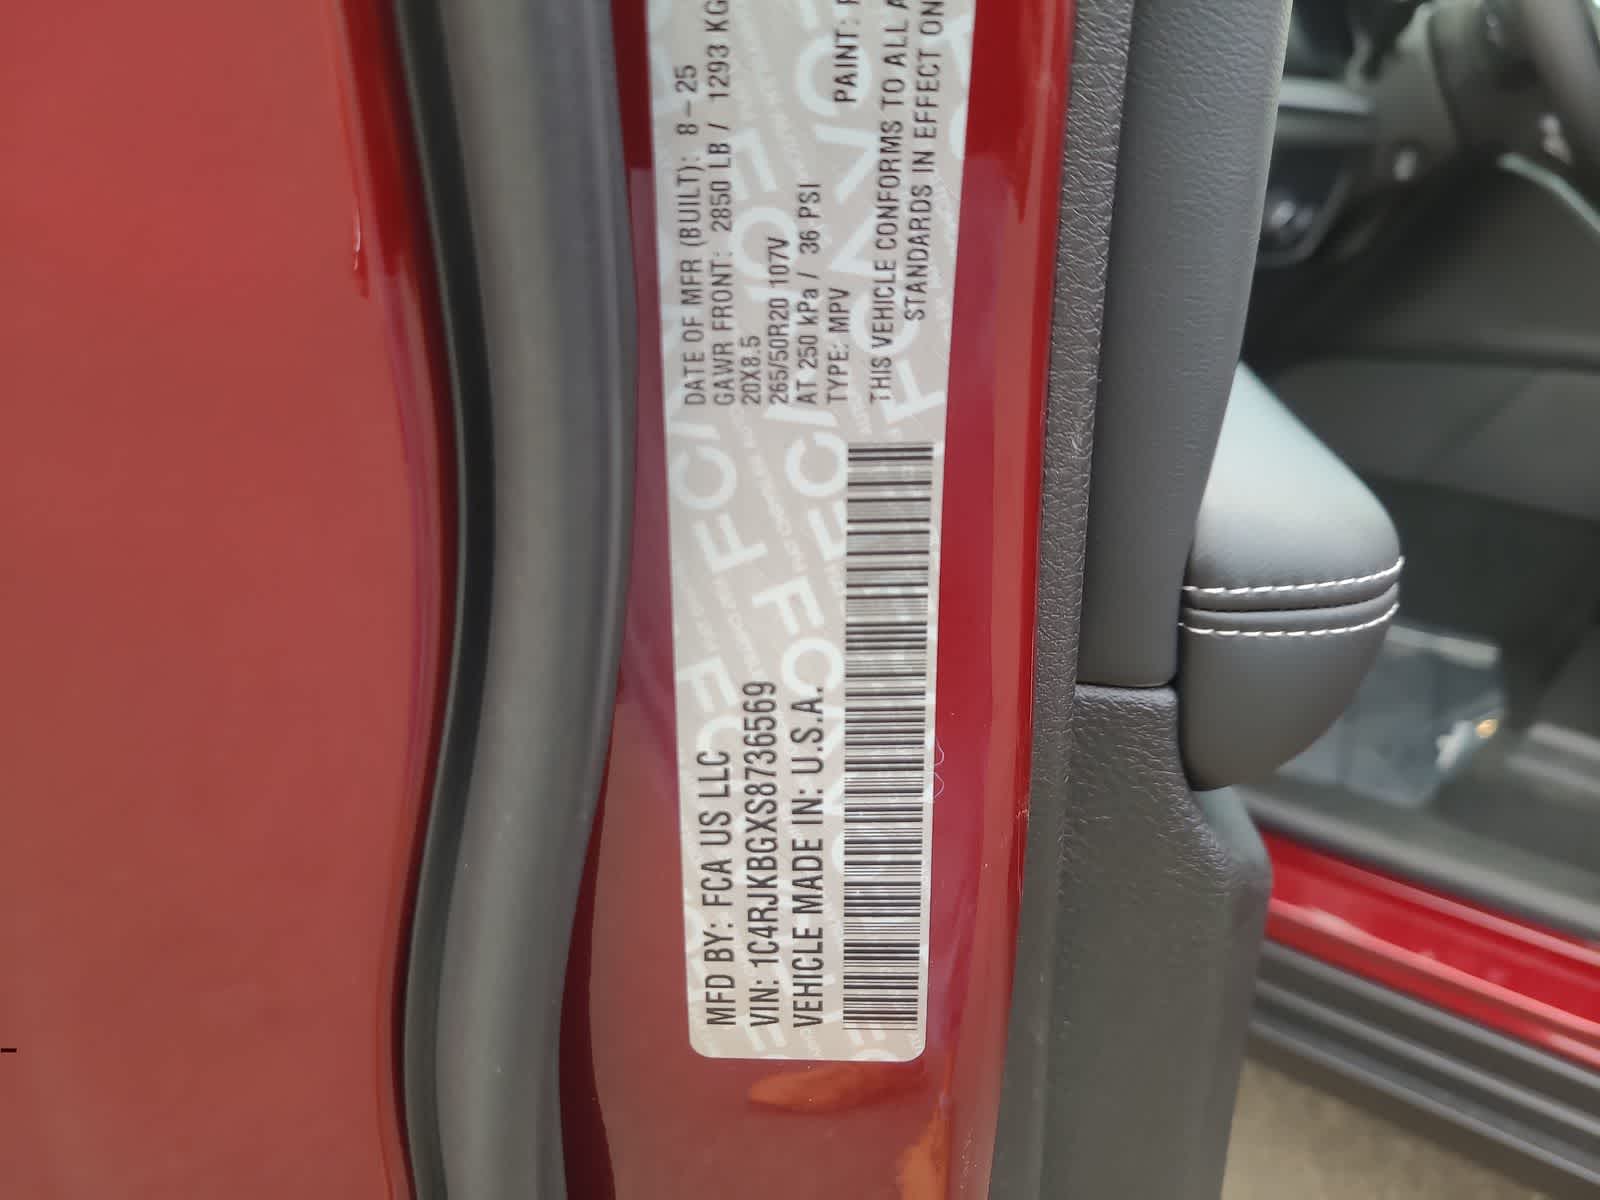 MFD BY: FCA US LLC
VIN: 1C4RJKBGXS8736569
VEHICLE MADE IN: U.S.A.
DATE OF MFR (BUILT): 8-25
GAWR FRONT: 2850 LB / 1293 KG
20X8.5
265/50R20 107V
AT 250 kPa / 36 PSI
TYPE: MPV PAINT:
THIS VEHICLE CONFORMS TO ALL
STANDARDS IN EFFECT ON